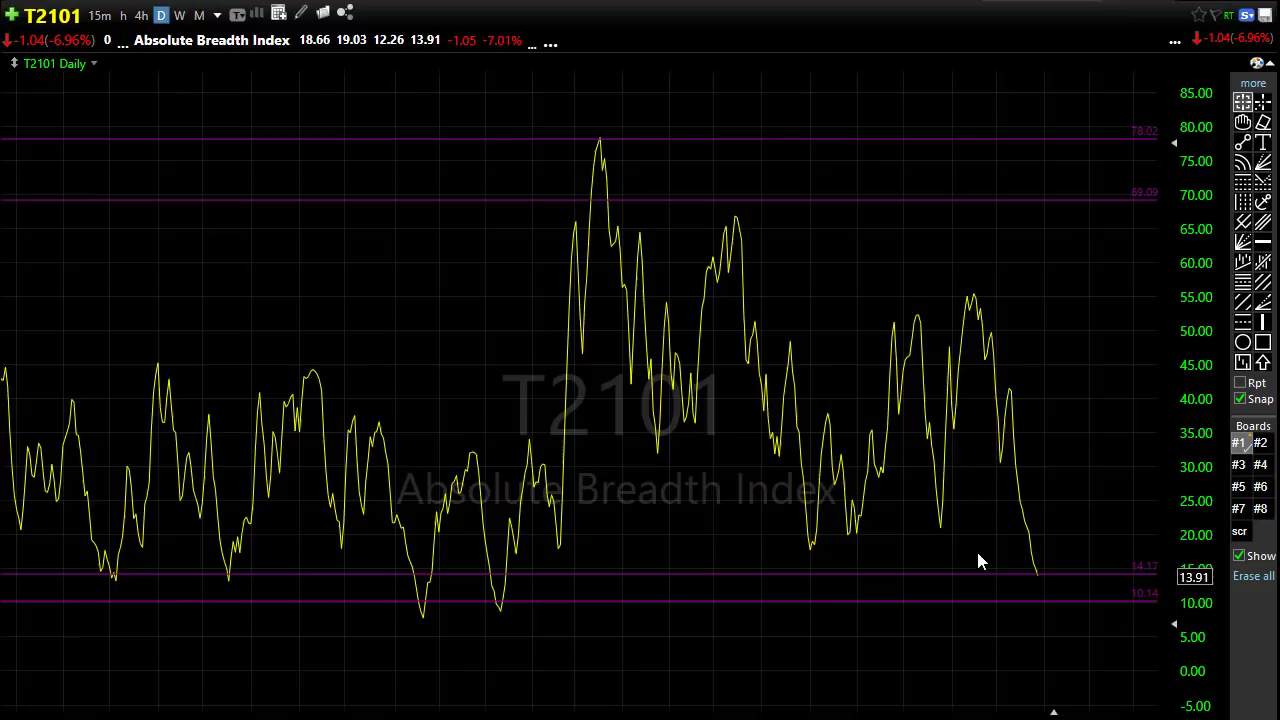 T2101 15m h 4h D W M T RT S
-1.04(-6.96%) 0 ... Absolute Breadth Index 18.66 19.03 12.26 13.91 -1.05 -7.01% ... ... ... -1.04(-6.96%)
T2101 Daily
more
85.00
78.02
80.00
75.00
69.09
70.00
65.00
60.00
55.00
50.00
45.00
Rpt
T2101
40.00
Snap
Boards
35.00
#1 #2
30.00
#3 #4
Absolute Breadth Index
#5 #6
25.00
#7 #8
20.00
scr
Show
14.17
15.00
13.91
Erase all
10.14
10.00
5.00
0.00
-5.00